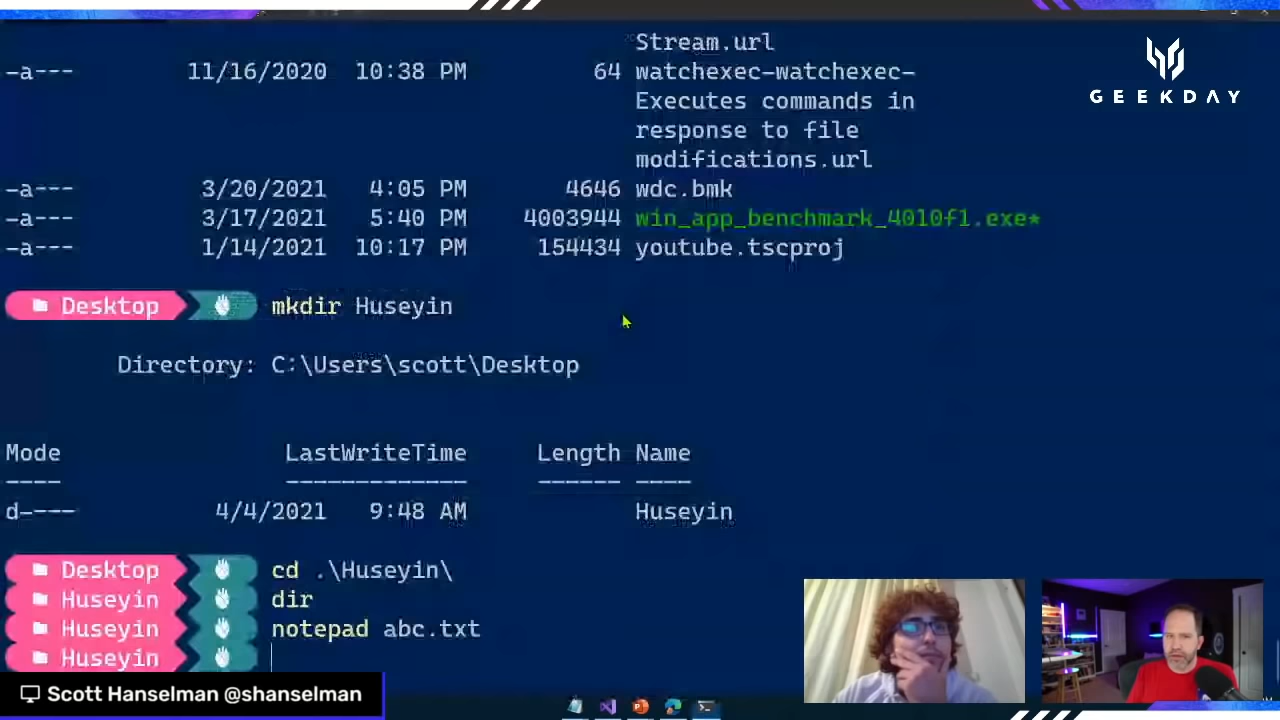 Stream.url
-a--- 11/16/2020 10:38 PM 64 watchexec-watchexec-
Executes commands in
response to file
modifications.url
-a--- 3/20/2021 4:05 PM 4646 wdc.bmk
-a--- 3/17/2021 5:40 PM 4003944 win_app_benchmark_4010f1.exe*
-a--- 1/14/2021 10:17 PM 154434 youtube.tscproj
GEEKDAY
Desktop mkdir Huseyin
Directory: C:\Users\scott\Desktop
Mode LastWriteTime Length Name
---- ------------- ------ ----
d---- 4/4/2021 9:48 AM Huseyin
Desktop cd .\Huseyin\
Huseyin dir
Huseyin notepad abc.txt
Huseyin
Scott Hanselman @shanselman